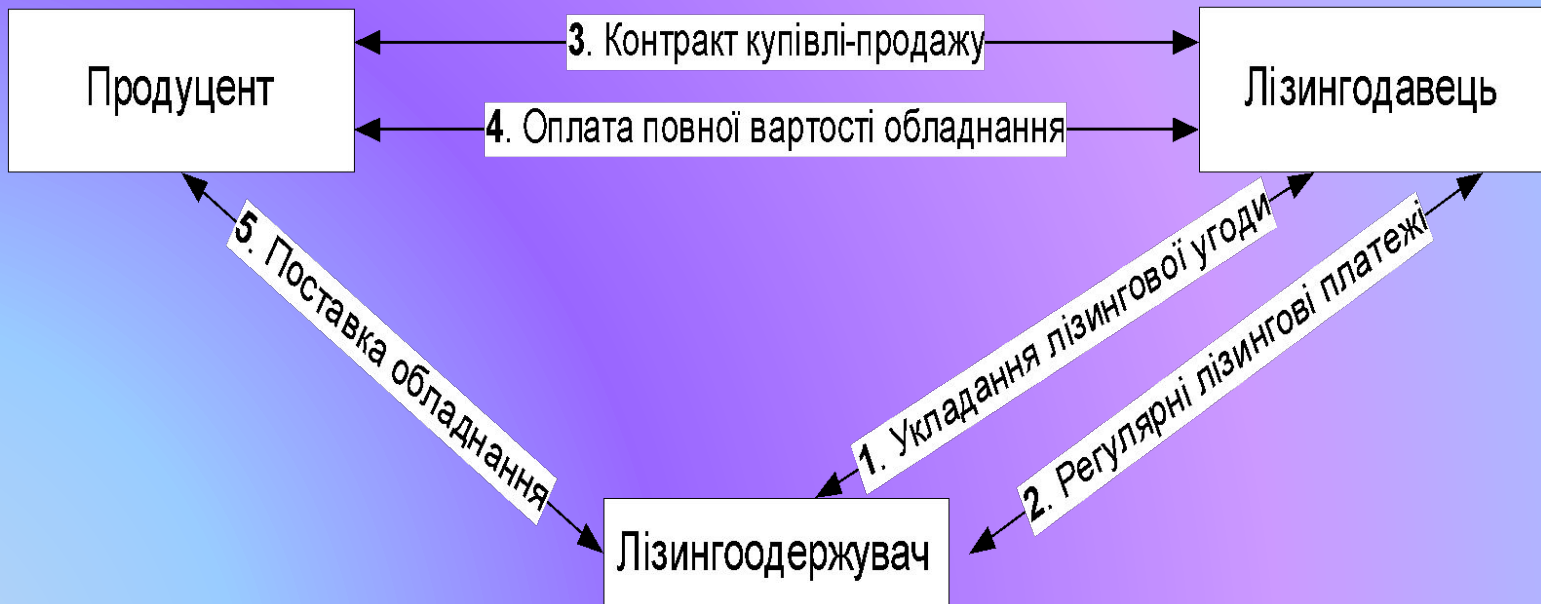 3. Контракт купівлі-продажу
Продуцент
Лізингодавець
4. Оплата повної вартості обладнання
5. Поставка обладнання
1. Укладання лізингової угоди
2. Регулярні лізингові платежі
Лізингоодержувач